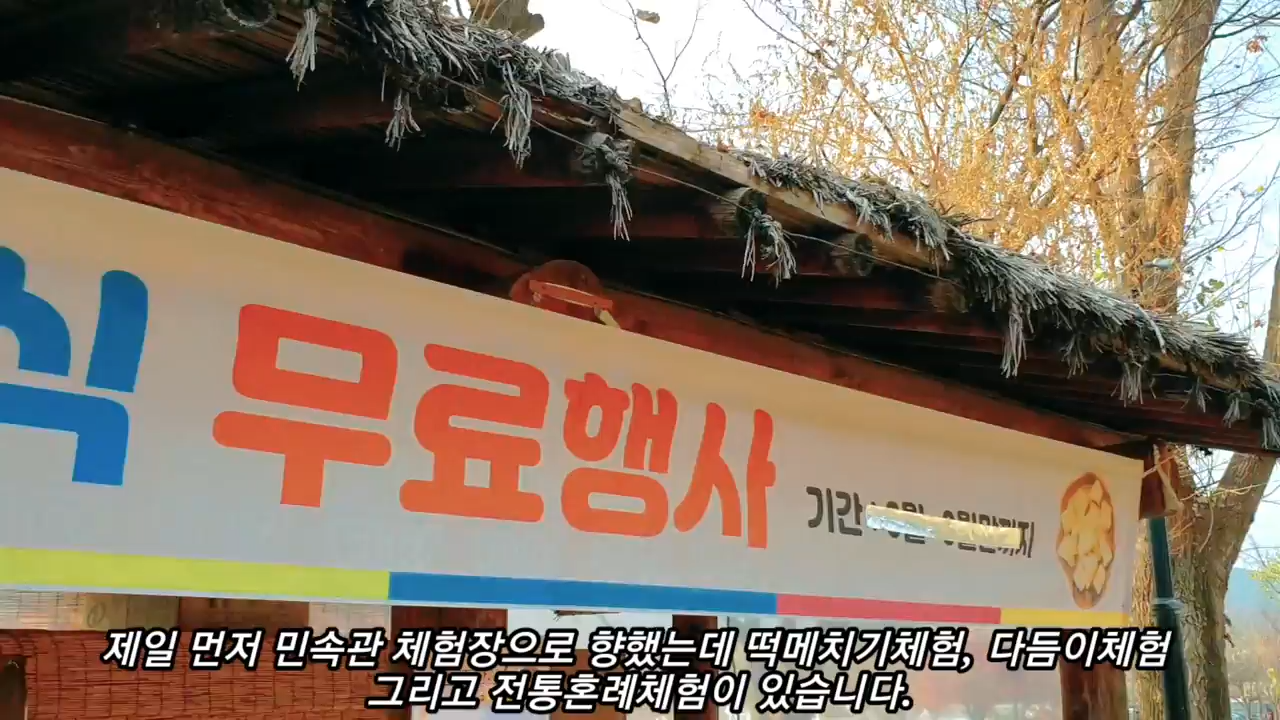 식 무료행사
기간
제일 먼저 민속관 체험장으로 향했는데 떡메치기체험, 다듬이체험
그리고 전통혼례체험이 있습니다.